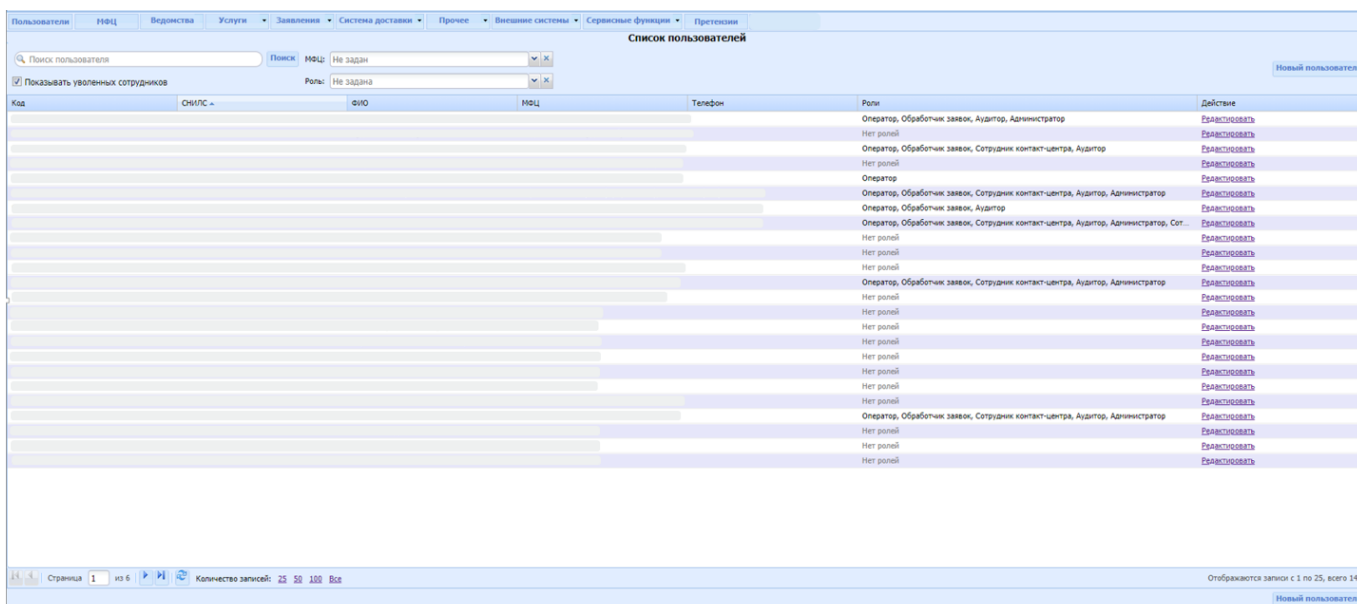 Пользователи МФЦ Ведомства Услуги Заявления Система доставки Прочее Внешние системы Сервисные функции Претензии
Список пользователей
Поиск пользователя Поиск МФЦ: Не задан
Новый пользовател
Показывать уволенных сотрудников Роль: Не задана
Код СНИЛС ФИО МФЦ Телефон Роли Действие
Оператор, Обработчик заявок, Аудитор, Администратор Редактировать
Нет ролей Редактировать
Оператор, Обработчик заявок, Сотрудник контакт-центра, Аудитор Редактировать
Нет ролей Редактировать
Оператор Редактировать
Оператор, Обработчик заявок, Сотрудник контакт-центра, Аудитор, Администратор Редактировать
Оператор, Обработчик заявок, Аудитор Редактировать
Оператор, Обработчик заявок, Сотрудник контакт-центра, Аудитор, Администратор, Сот... Редактировать
Нет ролей Редактировать
Нет ролей Редактировать
Нет ролей Редактировать
Оператор, Обработчик заявок, Сотрудник контакт-центра, Аудитор, Администратор Редактировать
Нет ролей Редактировать
Нет ролей Редактировать
Нет ролей Редактировать
Нет ролей Редактировать
Нет ролей Редактировать
Нет ролей Редактировать
Нет ролей Редактировать
Нет ролей Редактировать
Оператор, Обработчик заявок, Сотрудник контакт-центра, Аудитор, Администратор Редактировать
Нет ролей Редактировать
Нет ролей Редактировать
Нет ролей Редактировать
Страница 1 из 6 Количество записей: 25 50 100 Все Отображаются записи с 1 по 25, всего 14
Новый пользовател